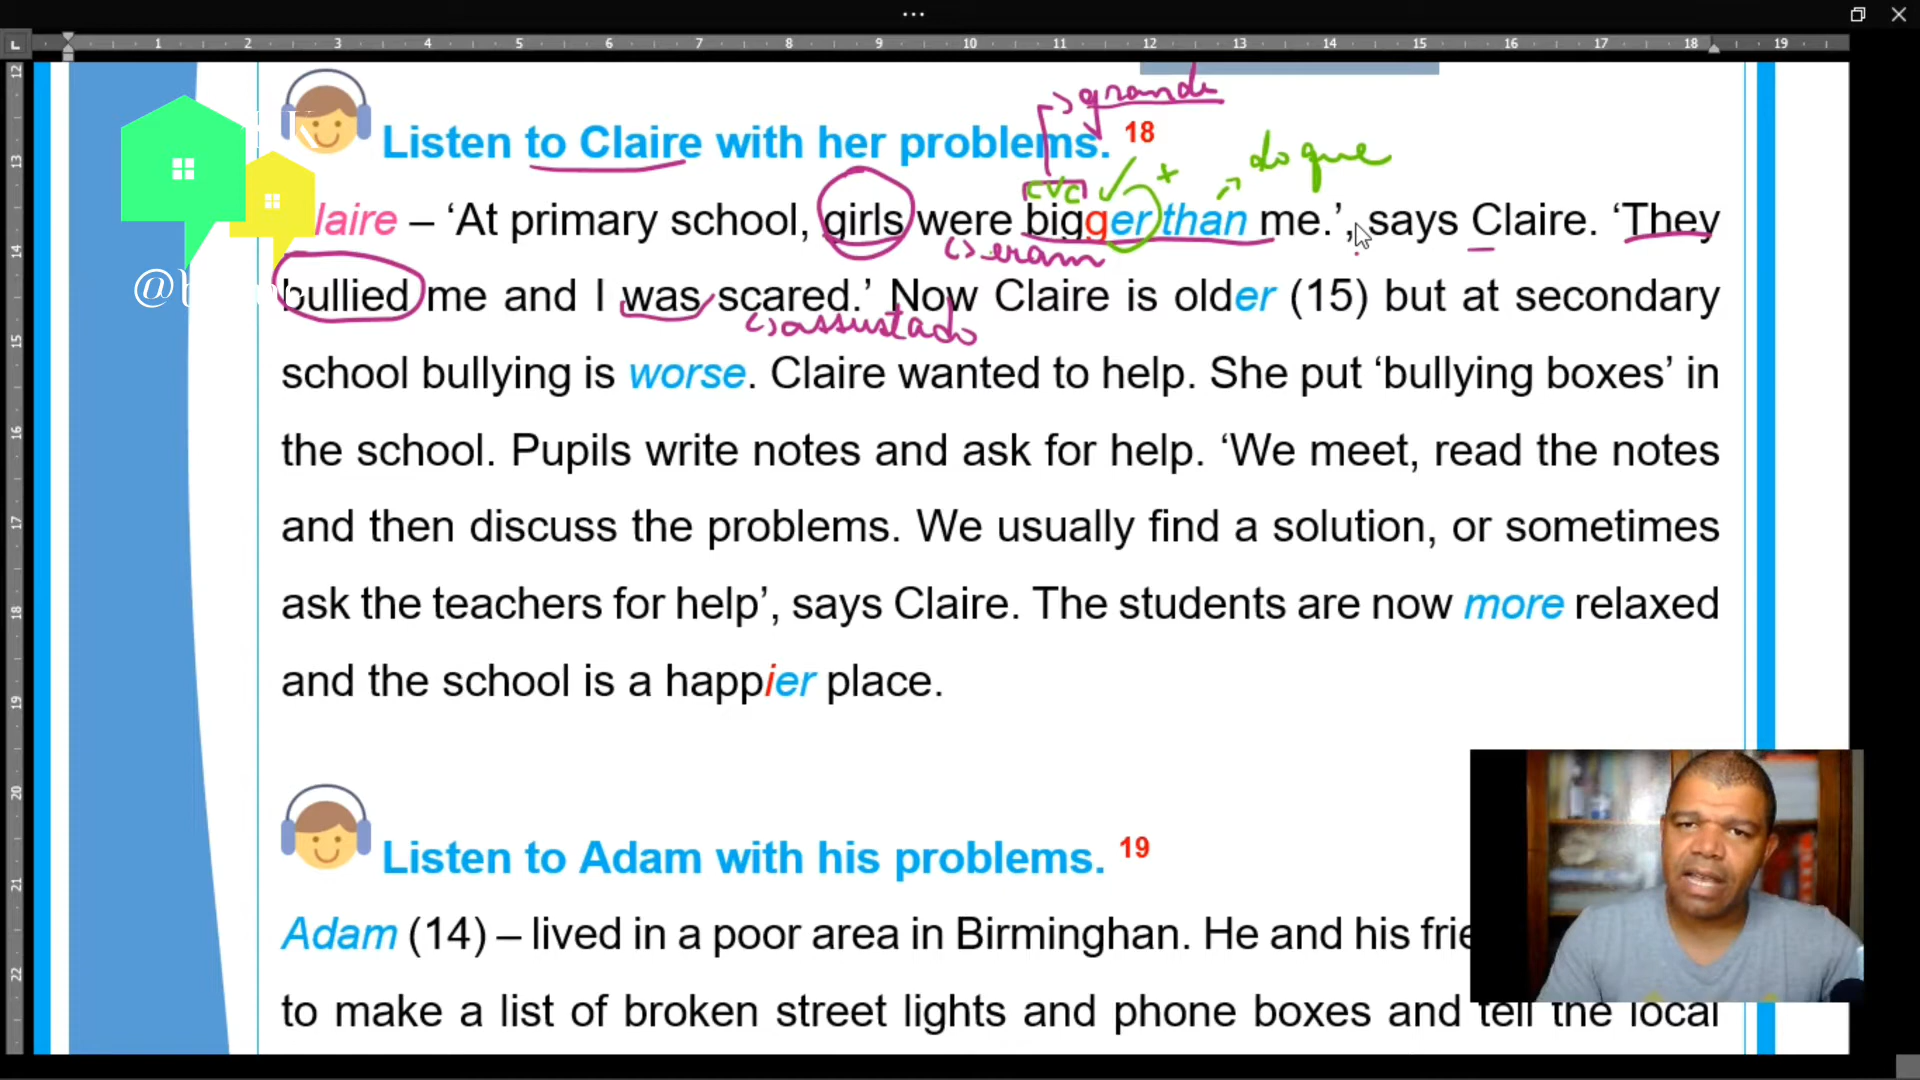 grande
Listen to Claire with her problems. 18
CVC + do que
laire – ‘At primary school, girls were bigger than me.’, says Claire. ‘They
eram
bullied me and I was scared.’ Now Claire is older (15) but at secondary
assustado
school bullying is worse. Claire wanted to help. She put ‘bullying boxes’ in
the school. Pupils write notes and ask for help. ‘We meet, read the notes
and then discuss the problems. We usually find a solution, or sometimes
ask the teachers for help’, says Claire. The students are now more relaxed
and the school is a happier place.
Listen to Adam with his problems. 19
Adam (14) – lived in a poor area in Birminghan. He and his frie
to make a list of broken street lights and phone boxes and tell the local